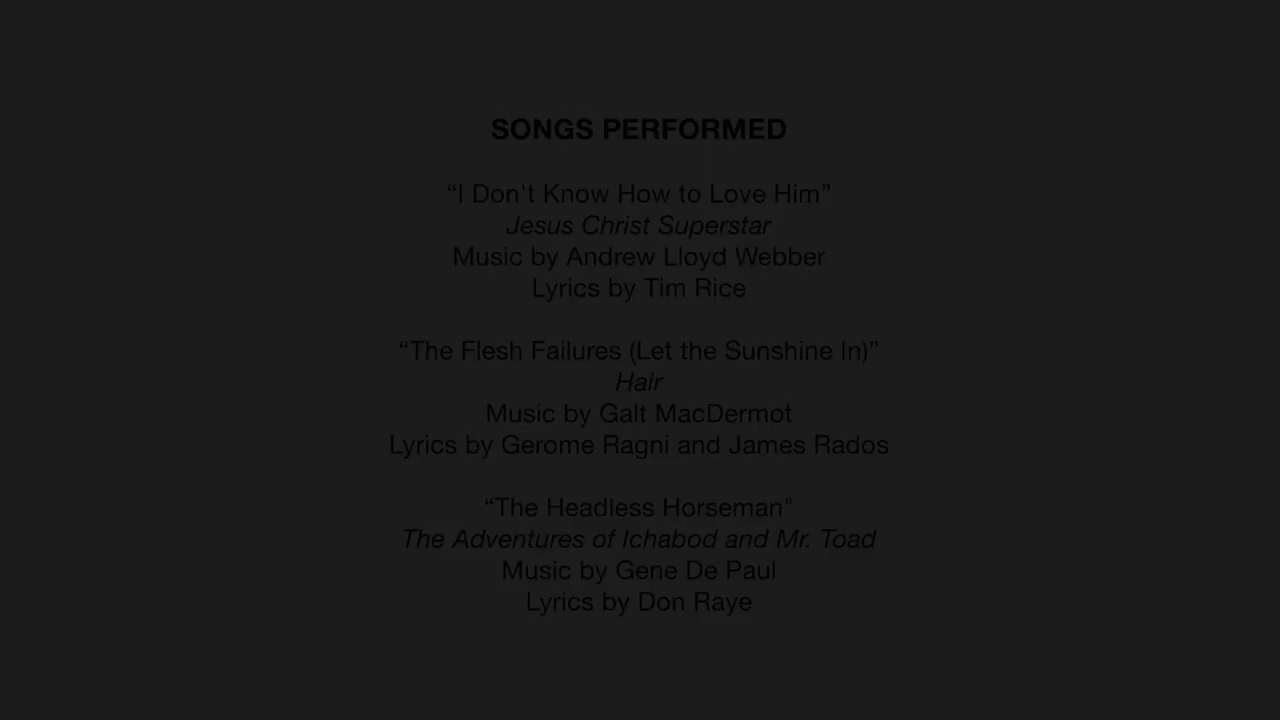 SONGS PERFORMED
“I Don't Know How to Love Him”
Jesus Christ Superstar
Music by Andrew Lloyd Webber
Lyrics by Tim Rice
“The Flesh Failures (Let the Sunshine In)”
Hair
Music by Galt MacDermot
Lyrics by Gerome Ragni and James Rados
“The Headless Horseman"
The Adventures of Ichabod and Mr. Toad
Music by Gene De Paul
Lyrics by Don Raye